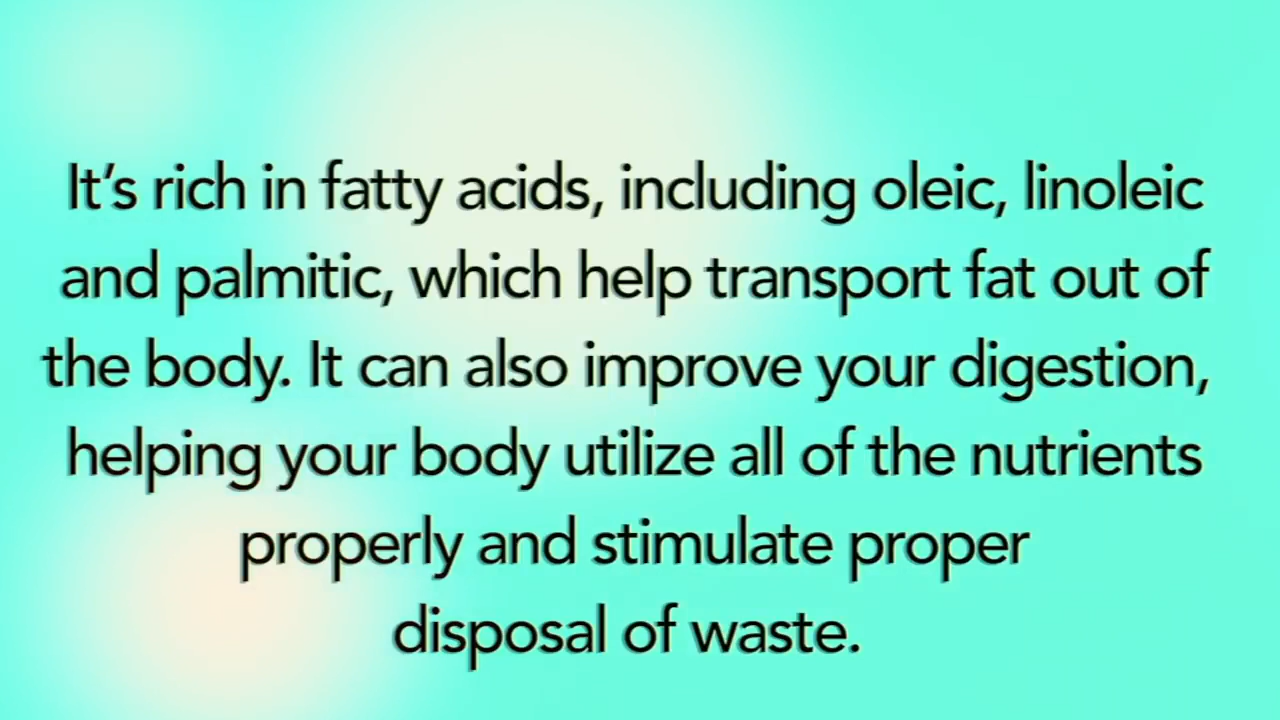 It’s rich in fatty acids, including oleic, linoleic
and palmitic, which help transport fat out of
the body. It can also improve your digestion,
helping your body utilize all of the nutrients
properly and stimulate proper
disposal of waste.